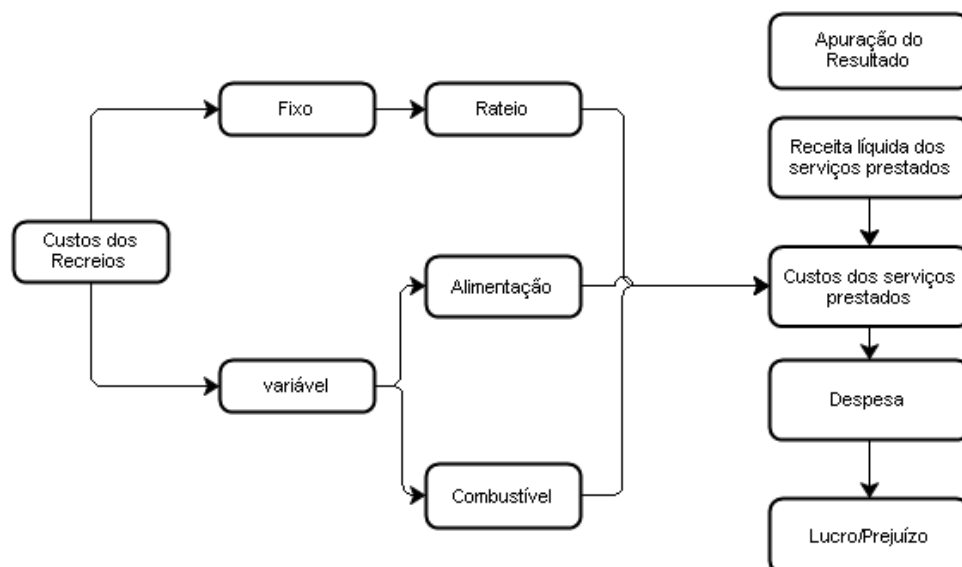 Apuração do
Resultado
Fixo
Rateio
Receita líquida dos
serviços prestados
Custos dos
Recreios
Alimentação
Custos dos serviços
prestados
variável
Despesa
Combustível
Lucro/Prejuízo